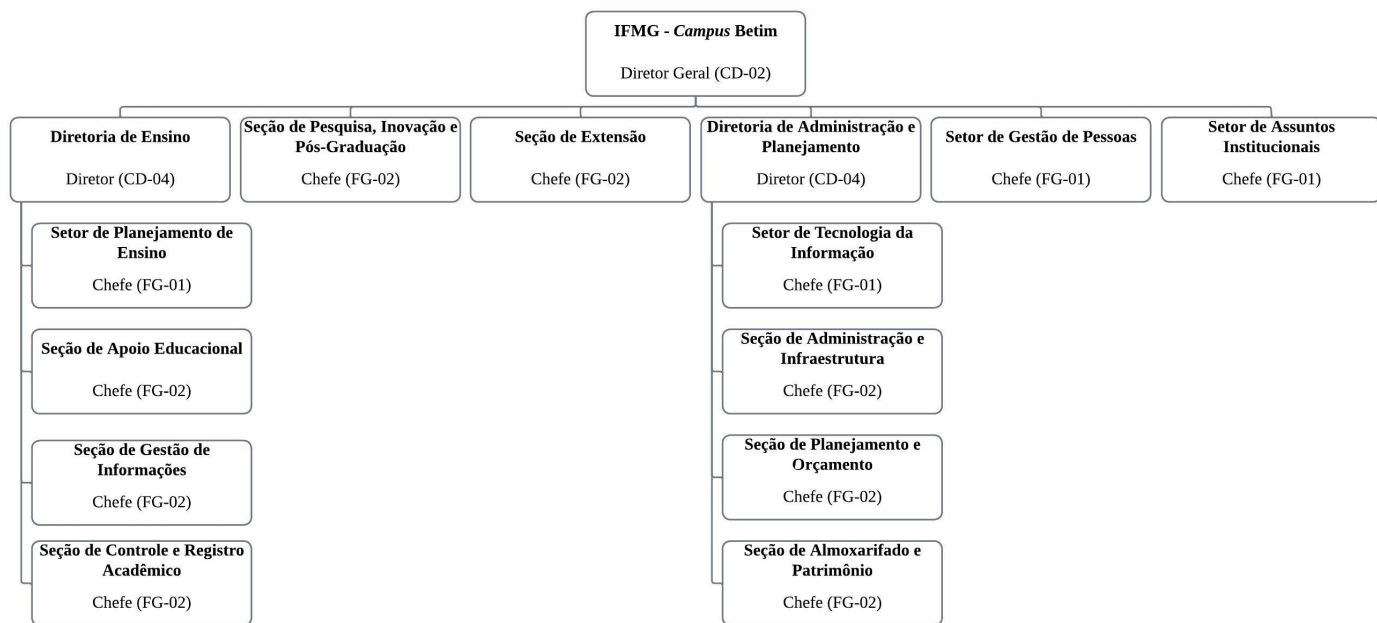 IFMG - Campus Betim
Diretor Geral (CD-02)
Diretoria de Ensino
Diretor (CD-04)
Seção de Pesquisa, Inovação e
Pós-Graduação
Chefe (FG-02)
Seção de Extensão
Chefe (FG-02)
Diretoria de Administração e
Planejamento
Diretor (CD-04)
Setor de Gestão de Pessoas
Chefe (FG-01)
Setor de Assuntos
Institucionais
Chefe (FG-01)
Setor de Planejamento de
Ensino
Chefe (FG-01)
Seção de Apoio Educacional
Chefe (FG-02)
Seção de Gestão de
Informações
Chefe (FG-02)
Seção de Controle e Registro
Acadêmico
Chefe (FG-02)
Setor de Tecnologia da
Informação
Chefe (FG-01)
Seção de Administração e
Infraestrutura
Chefe (FG-02)
Seção de Planejamento e
Orçamento
Chefe (FG-02)
Seção de Almoxarifado e
Patrimônio
Chefe (FG-02)